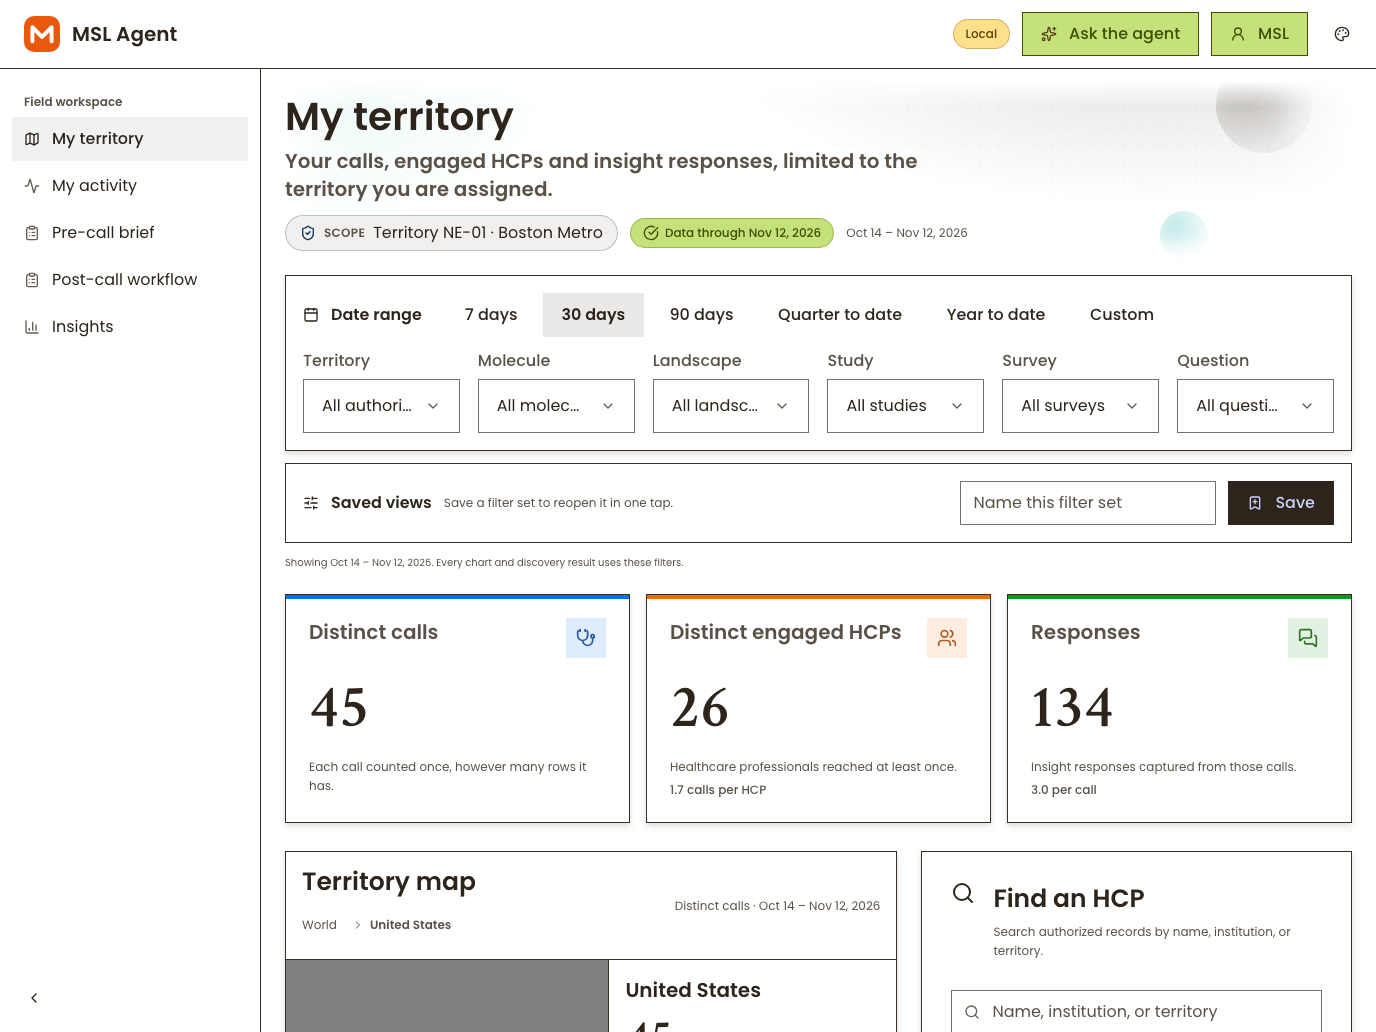 MSL Agent
Local
Ask the agent
MSL
Field workspace
My territory
My activity
Pre-call brief
Post-call workflow
Insights
My territory
Your calls, engaged HCPs and insight responses, limited to the
territory you are assigned.
SCOPE Territory NE-01 · Boston Metro
Data through Nov 12, 2026
Oct 14 – Nov 12, 2026
Date range
7 days
30 days
90 days
Quarter to date
Year to date
Custom
Territory
Molecule
Landscape
Study
Survey
Question
All authori...
All molec...
All landsc...
All studies
All surveys
All questi...
Saved views
Save a filter set to reopen it in one tap.
Name this filter set
Save
Showing Oct 14 – Nov 12, 2026. Every chart and discovery result uses these filters.
Distinct calls
45
Each call counted once, however many rows it
has.
Distinct engaged HCPs
26
Healthcare professionals reached at least once.
1.7 calls per HCP
Responses
134
Insight responses captured from those calls.
3.0 per call
Territory map
World
United States
Distinct calls · Oct 14 – Nov 12, 2026
United States
45
Find an HCP
Search authorized records by name, institution, or
territory.
Name, institution, or territory